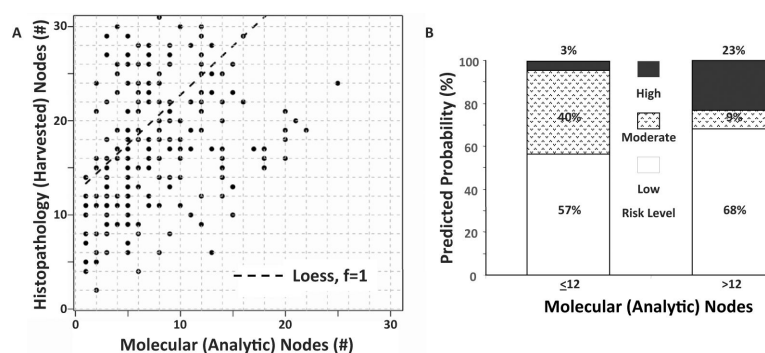 A
Histopathology (Harvested) Nodes (#)
30
20
10
0
Loess, f=1
0
10
20
30
Molecular (Analytic) Nodes (#)
B
Predicted Probability (%)
100
80
60
40
20
0
3%
40%
57%
High
Moderate
Low
Risk Level
23%
9%
68%
≤12
>12
Molecular (Analytic) Nodes